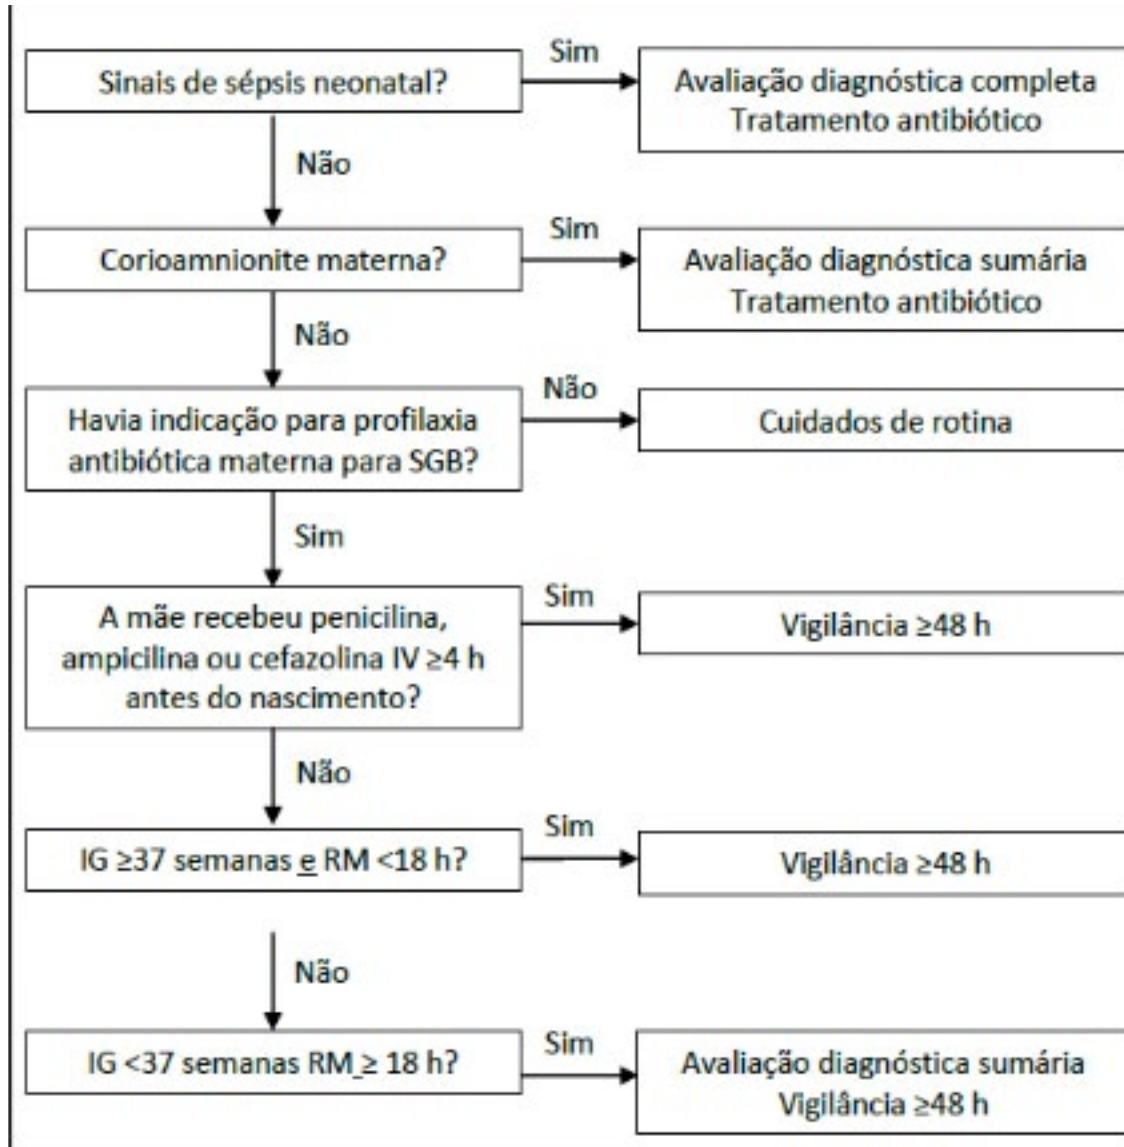 Sinais de sépsis neonatal?
Sim
Avaliação diagnóstica completa
Tratamento antibiótico
Não
Corioamnionite materna?
Sim
Avaliação diagnóstica sumária
Tratamento antibiótico
Não
Havia indicação para profilaxia
antibiótica materna para SGB?
Não
Cuidados de rotina
Sim
A mãe recebeu penicilina,
ampicilina ou cefazolina IV ≥4 h
antes do nascimento?
Sim
Vigilância ≥48 h
Não
IG ≥37 semanas e RM <18 h?
Sim
Vigilância ≥48 h
Não
IG <37 semanas RM ≥ 18 h?
Sim
Avaliação diagnóstica sumária
Vigilância ≥48 h